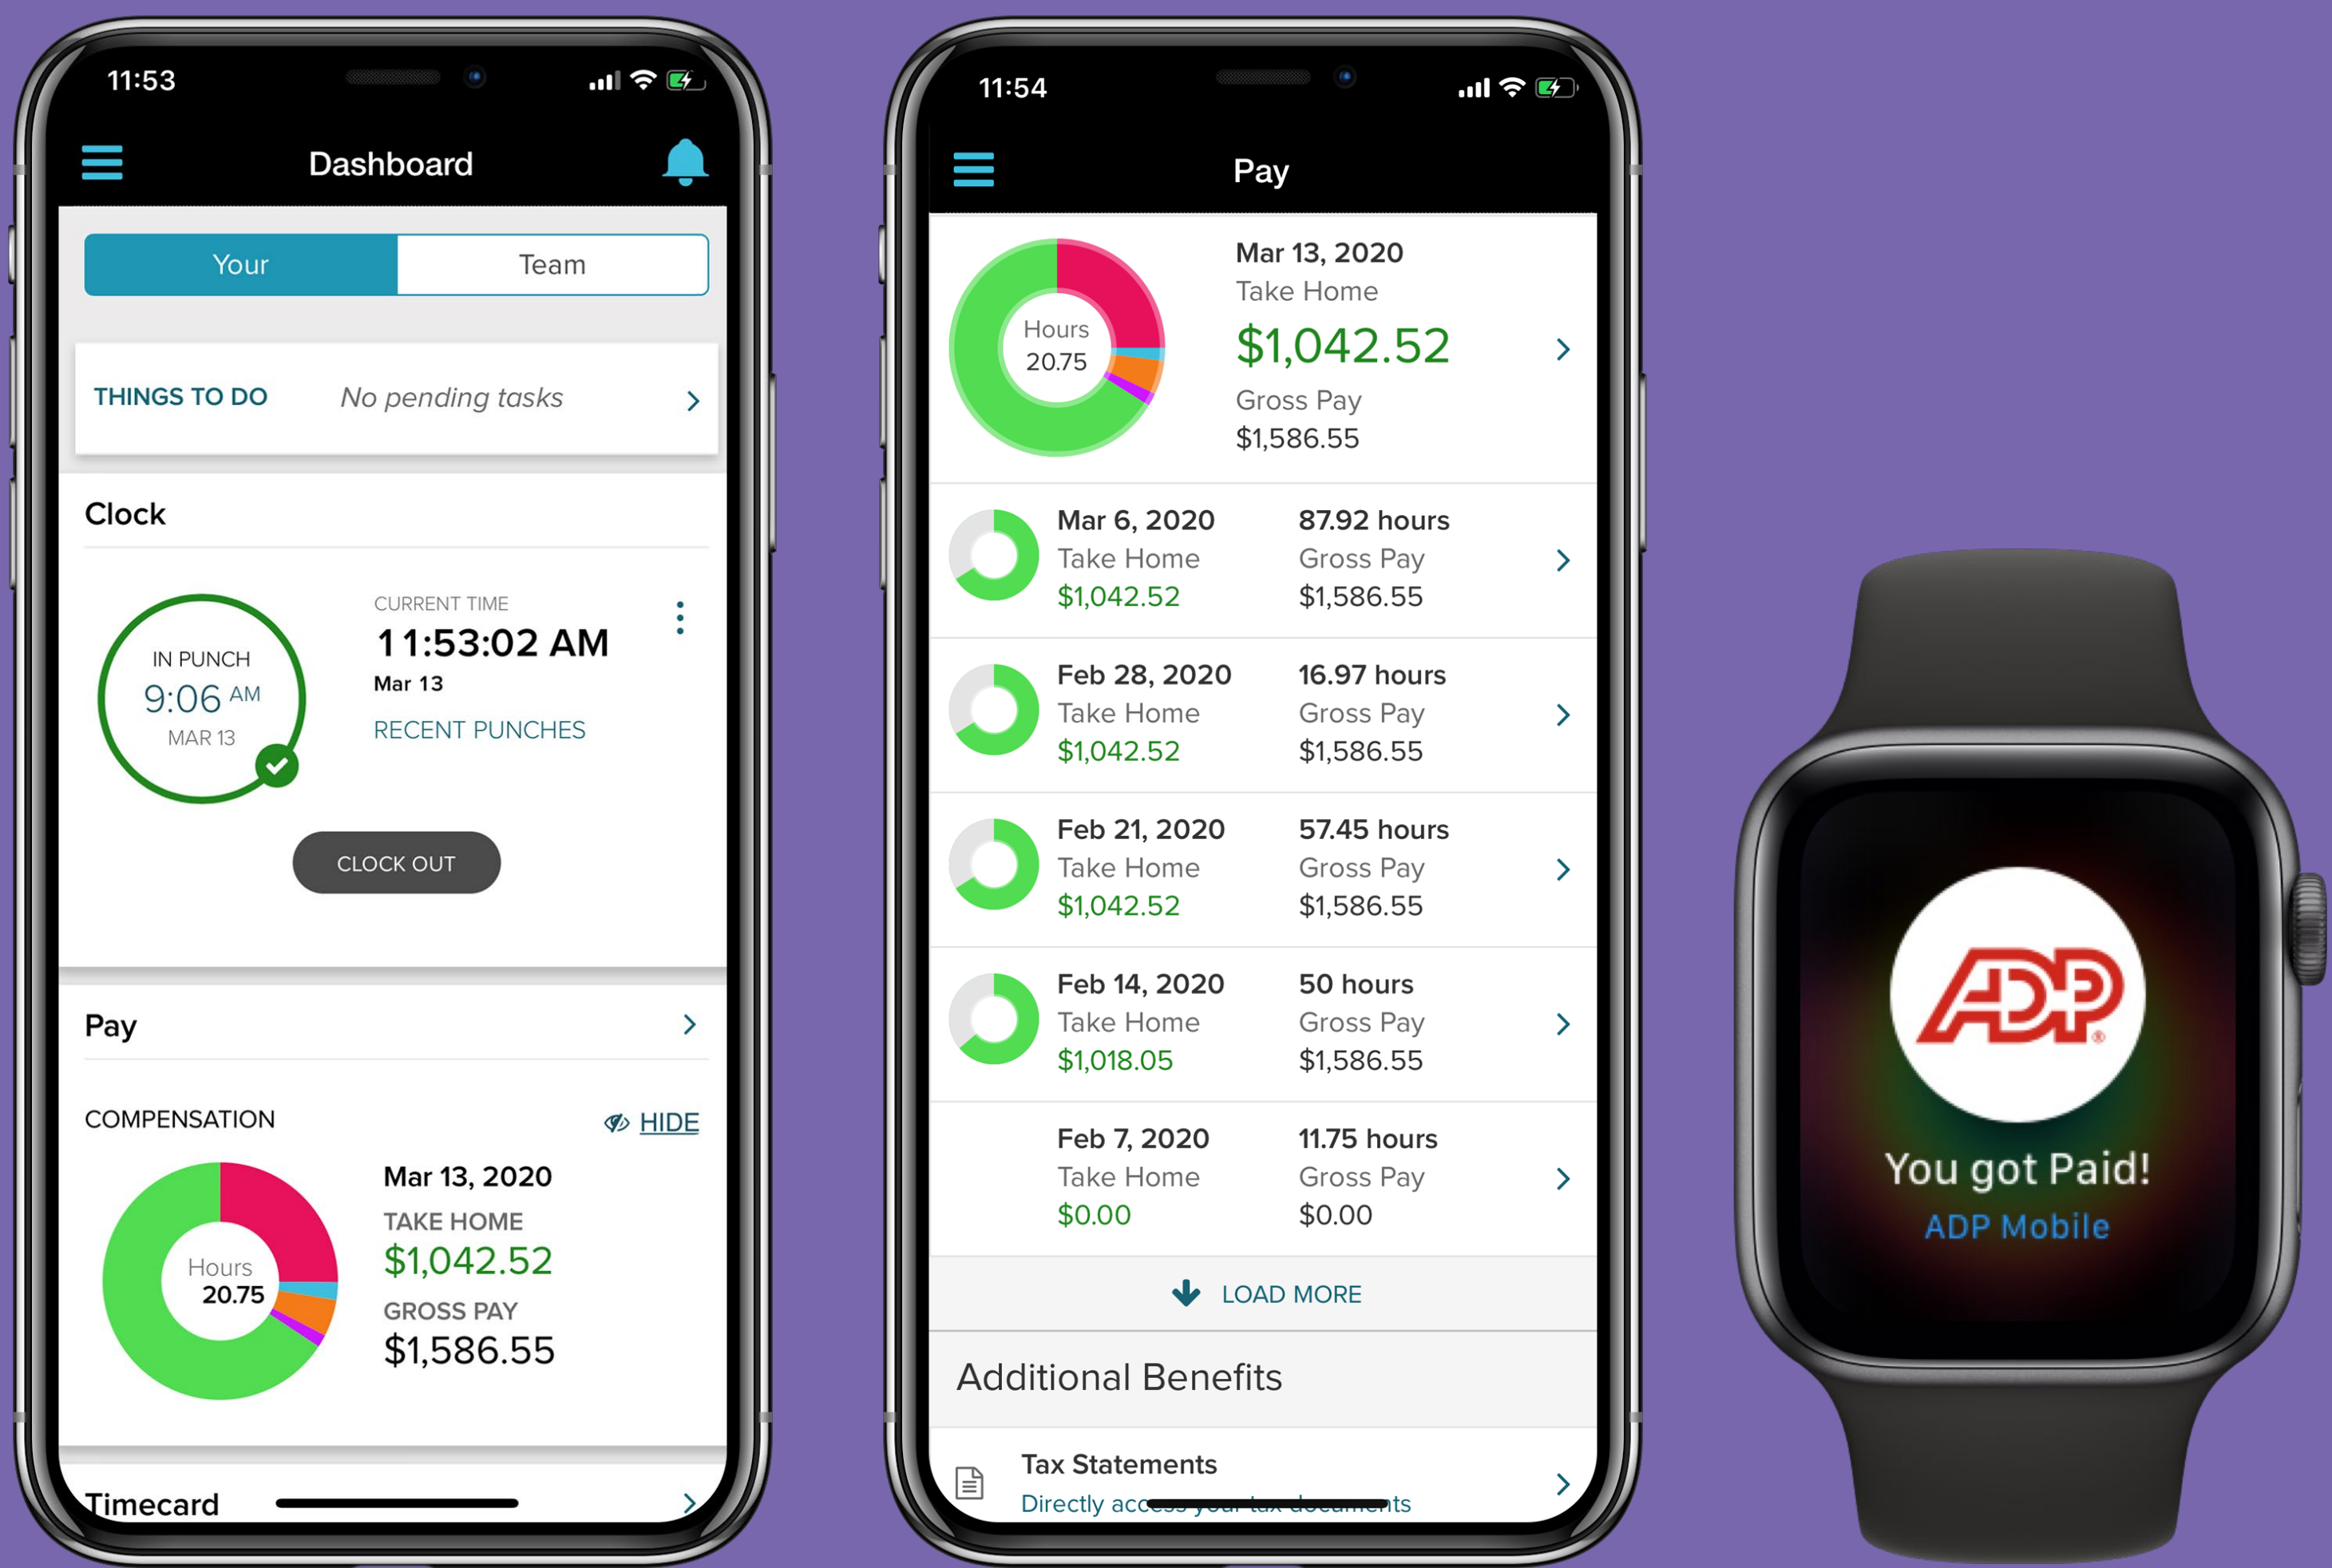 11:53
Dashboard
Your
Team
THINGS TO DO
No pending tasks
Clock
IN PUNCH
9:06 AM
MAR 13
CURRENT TIME
11:53:02 AM
Mar 13
RECENT PUNCHES
CLOCK OUT
Pay
COMPENSATION
HIDE
Hours
20.75
Mar 13, 2020
TAKE HOME
$1,042.52
GROSS PAY
$1,586.55
Timecard
11:54
Pay
Hours
20.75
Mar 13, 2020
Take Home
$1,042.52
Gross Pay
$1,586.55
Mar 6, 2020
Take Home
$1,042.52
87.92 hours
Gross Pay
$1,586.55
Feb 28, 2020
Take Home
$1,042.52
16.97 hours
Gross Pay
$1,586.55
Feb 21, 2020
Take Home
$1,042.52
57.45 hours
Gross Pay
$1,586.55
Feb 14, 2020
Take Home
$1,018.05
50 hours
Gross Pay
$1,586.55
Feb 7, 2020
Take Home
$0.00
11.75 hours
Gross Pay
$0.00
LOAD MORE
Additional Benefits
Tax Statements
Directly access your tax documents
ADP®
You got Paid!
ADP Mobile